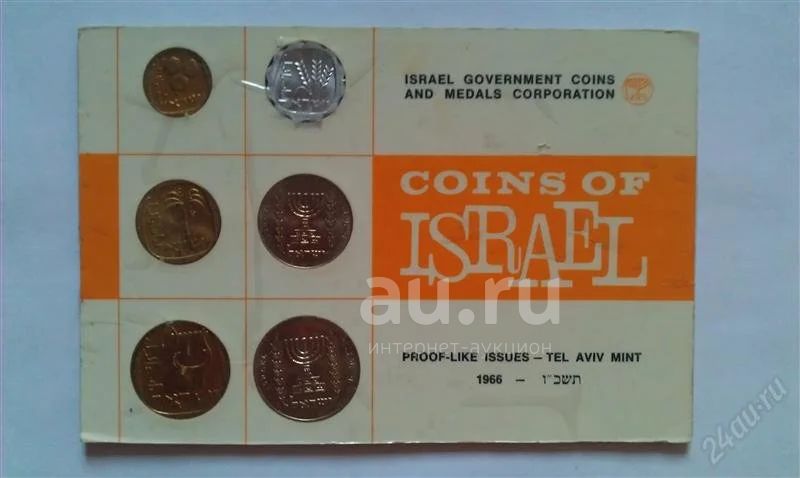 ISRAEL GOVERNMENT COINS
AND MEDALS CORPORATION
COINS OF
ISRAEL
au.ru
интернет-аукцион
PROOF-LIKE ISSUES – TEL AVIV MINT
1966 – תשכ"ו
24au.ru